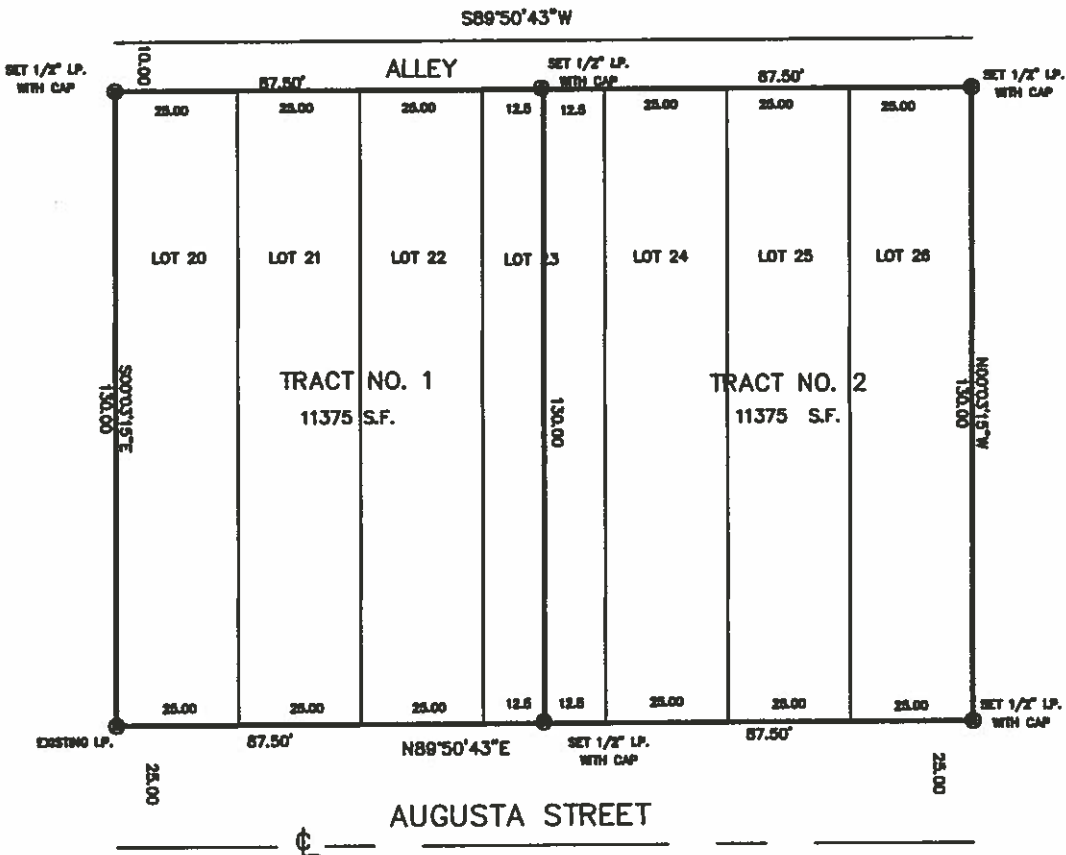 S89°50'43"W
10.00
ALLEY
SET 1/2" I.P.
WITH CAP
87.50'
SET 1/2" I.P.
WITH CAP
87.50'
SET 1/2" I.P.
WITH CAP
25.00 25.00 25.00 12.5 12.5 25.00 25.00 25.00
LOT 20 LOT 21 LOT 22 LOT 23 LOT 24 LOT 25 LOT 26
S00°03'15"E
130.00
TRACT NO. 1
11375 S.F.
130.00
TRACT NO. 2
11375 S.F.
N00°03'15"W
130.00
25.00 25.00 25.00 12.5 12.5 25.00 25.00 25.00
EXISTING I.P.
87.50'
N89°50'43"E
SET 1/2" I.P.
WITH CAP
87.50'
SET 1/2" I.P.
WITH CAP
25.00
25.00
AUGUSTA STREET
℄